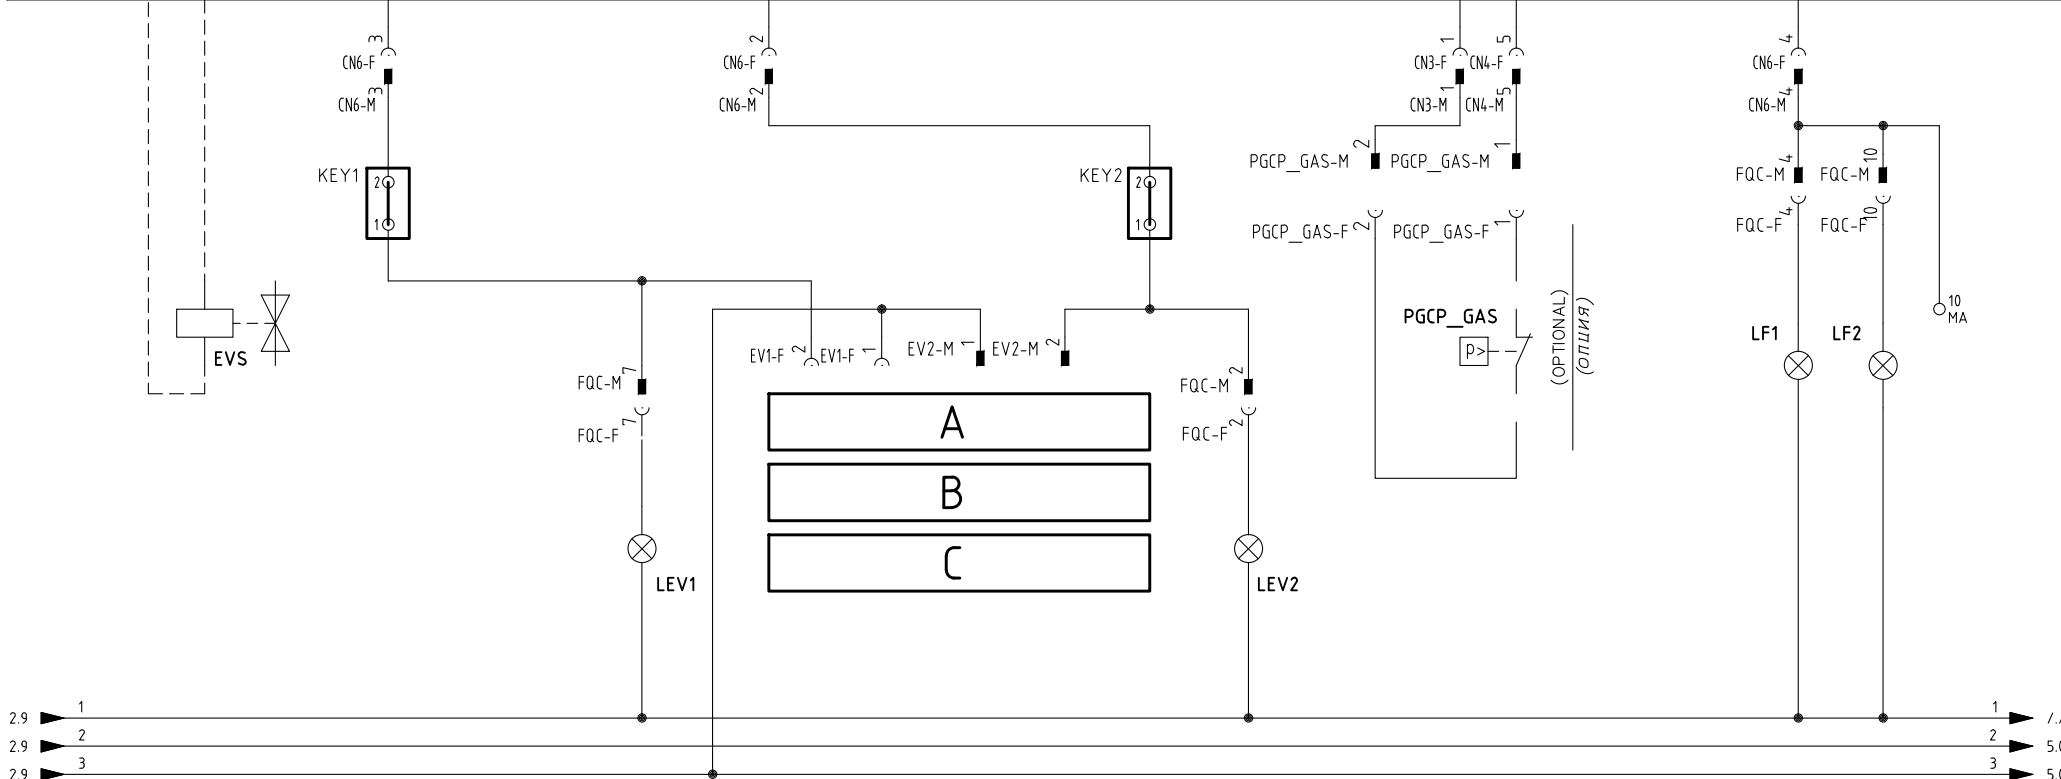 3
2
1
5
4
CN6-F
CN6-F
CN3-F
CN4-F
CN6-F
3
2
1
5
4
CN6-M
CN6-M
CN3-M
CN4-M
CN6-M
2
1
4
10
PGCP_GAS-M
PGCP_GAS-M
FQC-M
FQC-M
KEY1
2
1
KEY2
2
1
4
10
FQC-F
FQC-F
PGCP_GAS-F
2
PGCP_GAS-F
1
10
MA
PGCP_GAS
P>
(OPTIONAL)
(ОПЦИЯ)
LF1
LF2
EVS
EV1-F
2
EV1-F
1
EV2-M
1
EV2-M
2
FQC-M
7
FQC-F
7
FQC-M
2
FQC-F
2
A
B
C
LEV1
LEV2
2.9
1
1
2.9
2
2
2.9
3
3